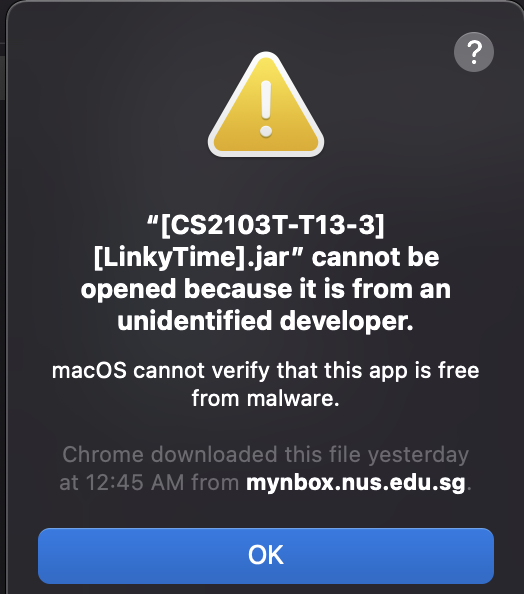 ?
“[CS2103T-T13-3]
[LinkyTime].jar” cannot be
opened because it is from an
unidentified developer.
macOS cannot verify that this app is free
from malware.
Chrome downloaded this file yesterday
at 12:45 AM from mynbox.nus.edu.sg.
OK